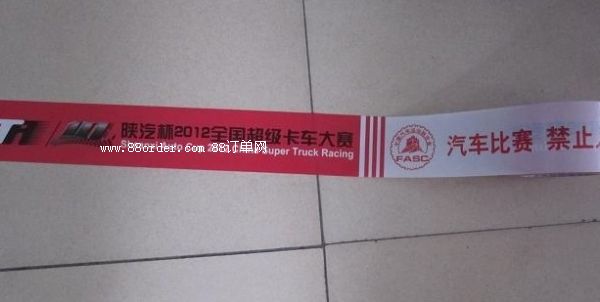 陕汽杯2012全国超级卡车大赛
Super Truck Racing
www.88order.com 88订单网
FASC
汽车比赛 禁止